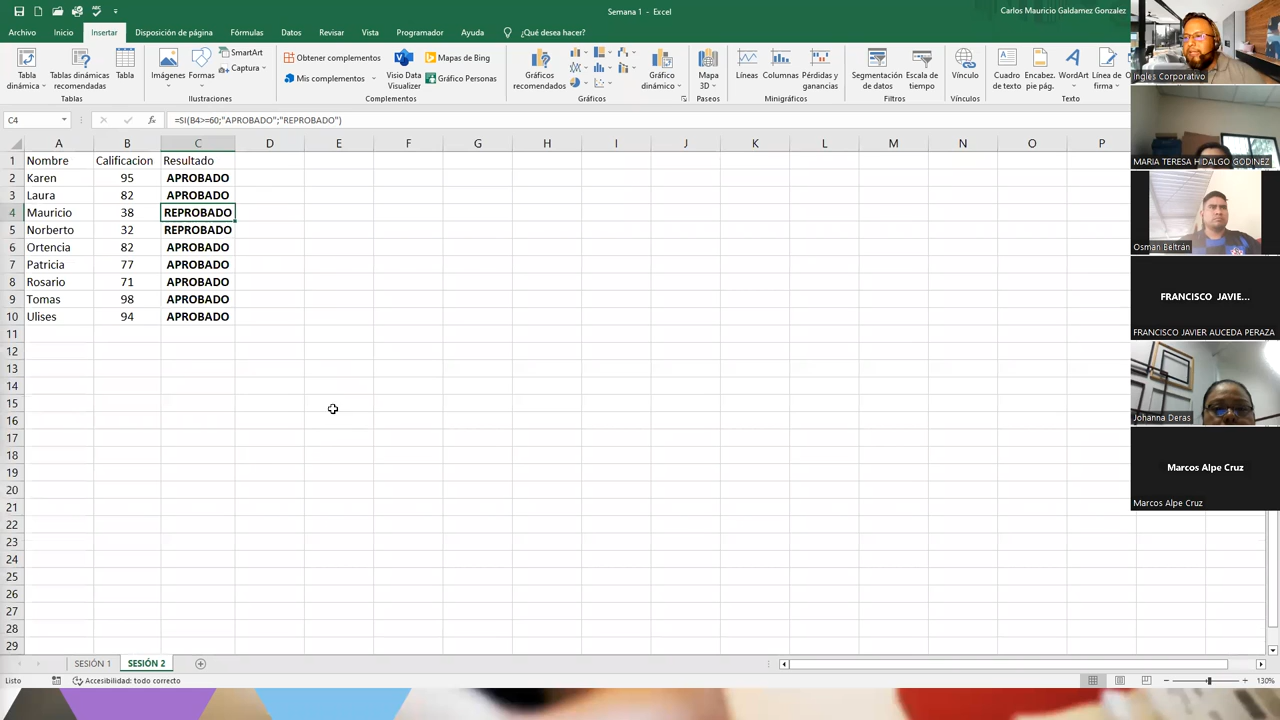 Semana 1 - Excel
Carlos Mauricio Galdamez Gonzalez
Archivo Inicio Insertar Disposición de página Fórmulas Datos Revisar Vista Programador Ayuda ¿Qué desea hacer?
Tabla dinámica
Tablas dinámicas recomendadas
Tabla
Tablas
Imágenes
Formas
SmartArt
Captura
Ilustraciones
Obtener complementos
Mis complementos
Visio Data Visualizer
Mapas de Bing
Gráfico Personas
Complementos
Gráficos recomendados
Gráfico dinámico
Gráficos
Mapa 3D
Paseos
Líneas
Columnas
Pérdidas y ganancias
Minigráficos
Segmentación de datos
Escala de tiempo
Filtros
Vínculo
Vínculos
Cuadro de texto
Encabez. pie pág.
WordArt
Línea de firma
Texto
C4 fx =SI(B4>=60;"APROBADO";"REPROBADO")
A B C D E F G H I J K L M N O P
1 Nombre Calificacion Resultado
2 Karen 95 APROBADO
3 Laura 82 APROBADO
4 Mauricio 38 REPROBADO
5 Norberto 32 REPROBADO
6 Ortencia 82 APROBADO
7 Patricia 77 APROBADO
8 Rosario 71 APROBADO
9 Tomas 98 APROBADO
10 Ulises 94 APROBADO
11
12
13
14
15
16
17
18
19
20
21
22
23
24
25
26
27
28
29
SESIÓN 1 SESIÓN 2
Listo Accesibilidad: todo correcto 130%
Ingles Corporativo
MARIA TERESA HIDALGO GODINEZ
Osman Beltrán
FRANCISCO JAVIE...
FRANCISCO JAVIER AUCEDA PERAZA
Johanna Deras
Marcos Alpe Cruz
Marcos Alpe Cruz